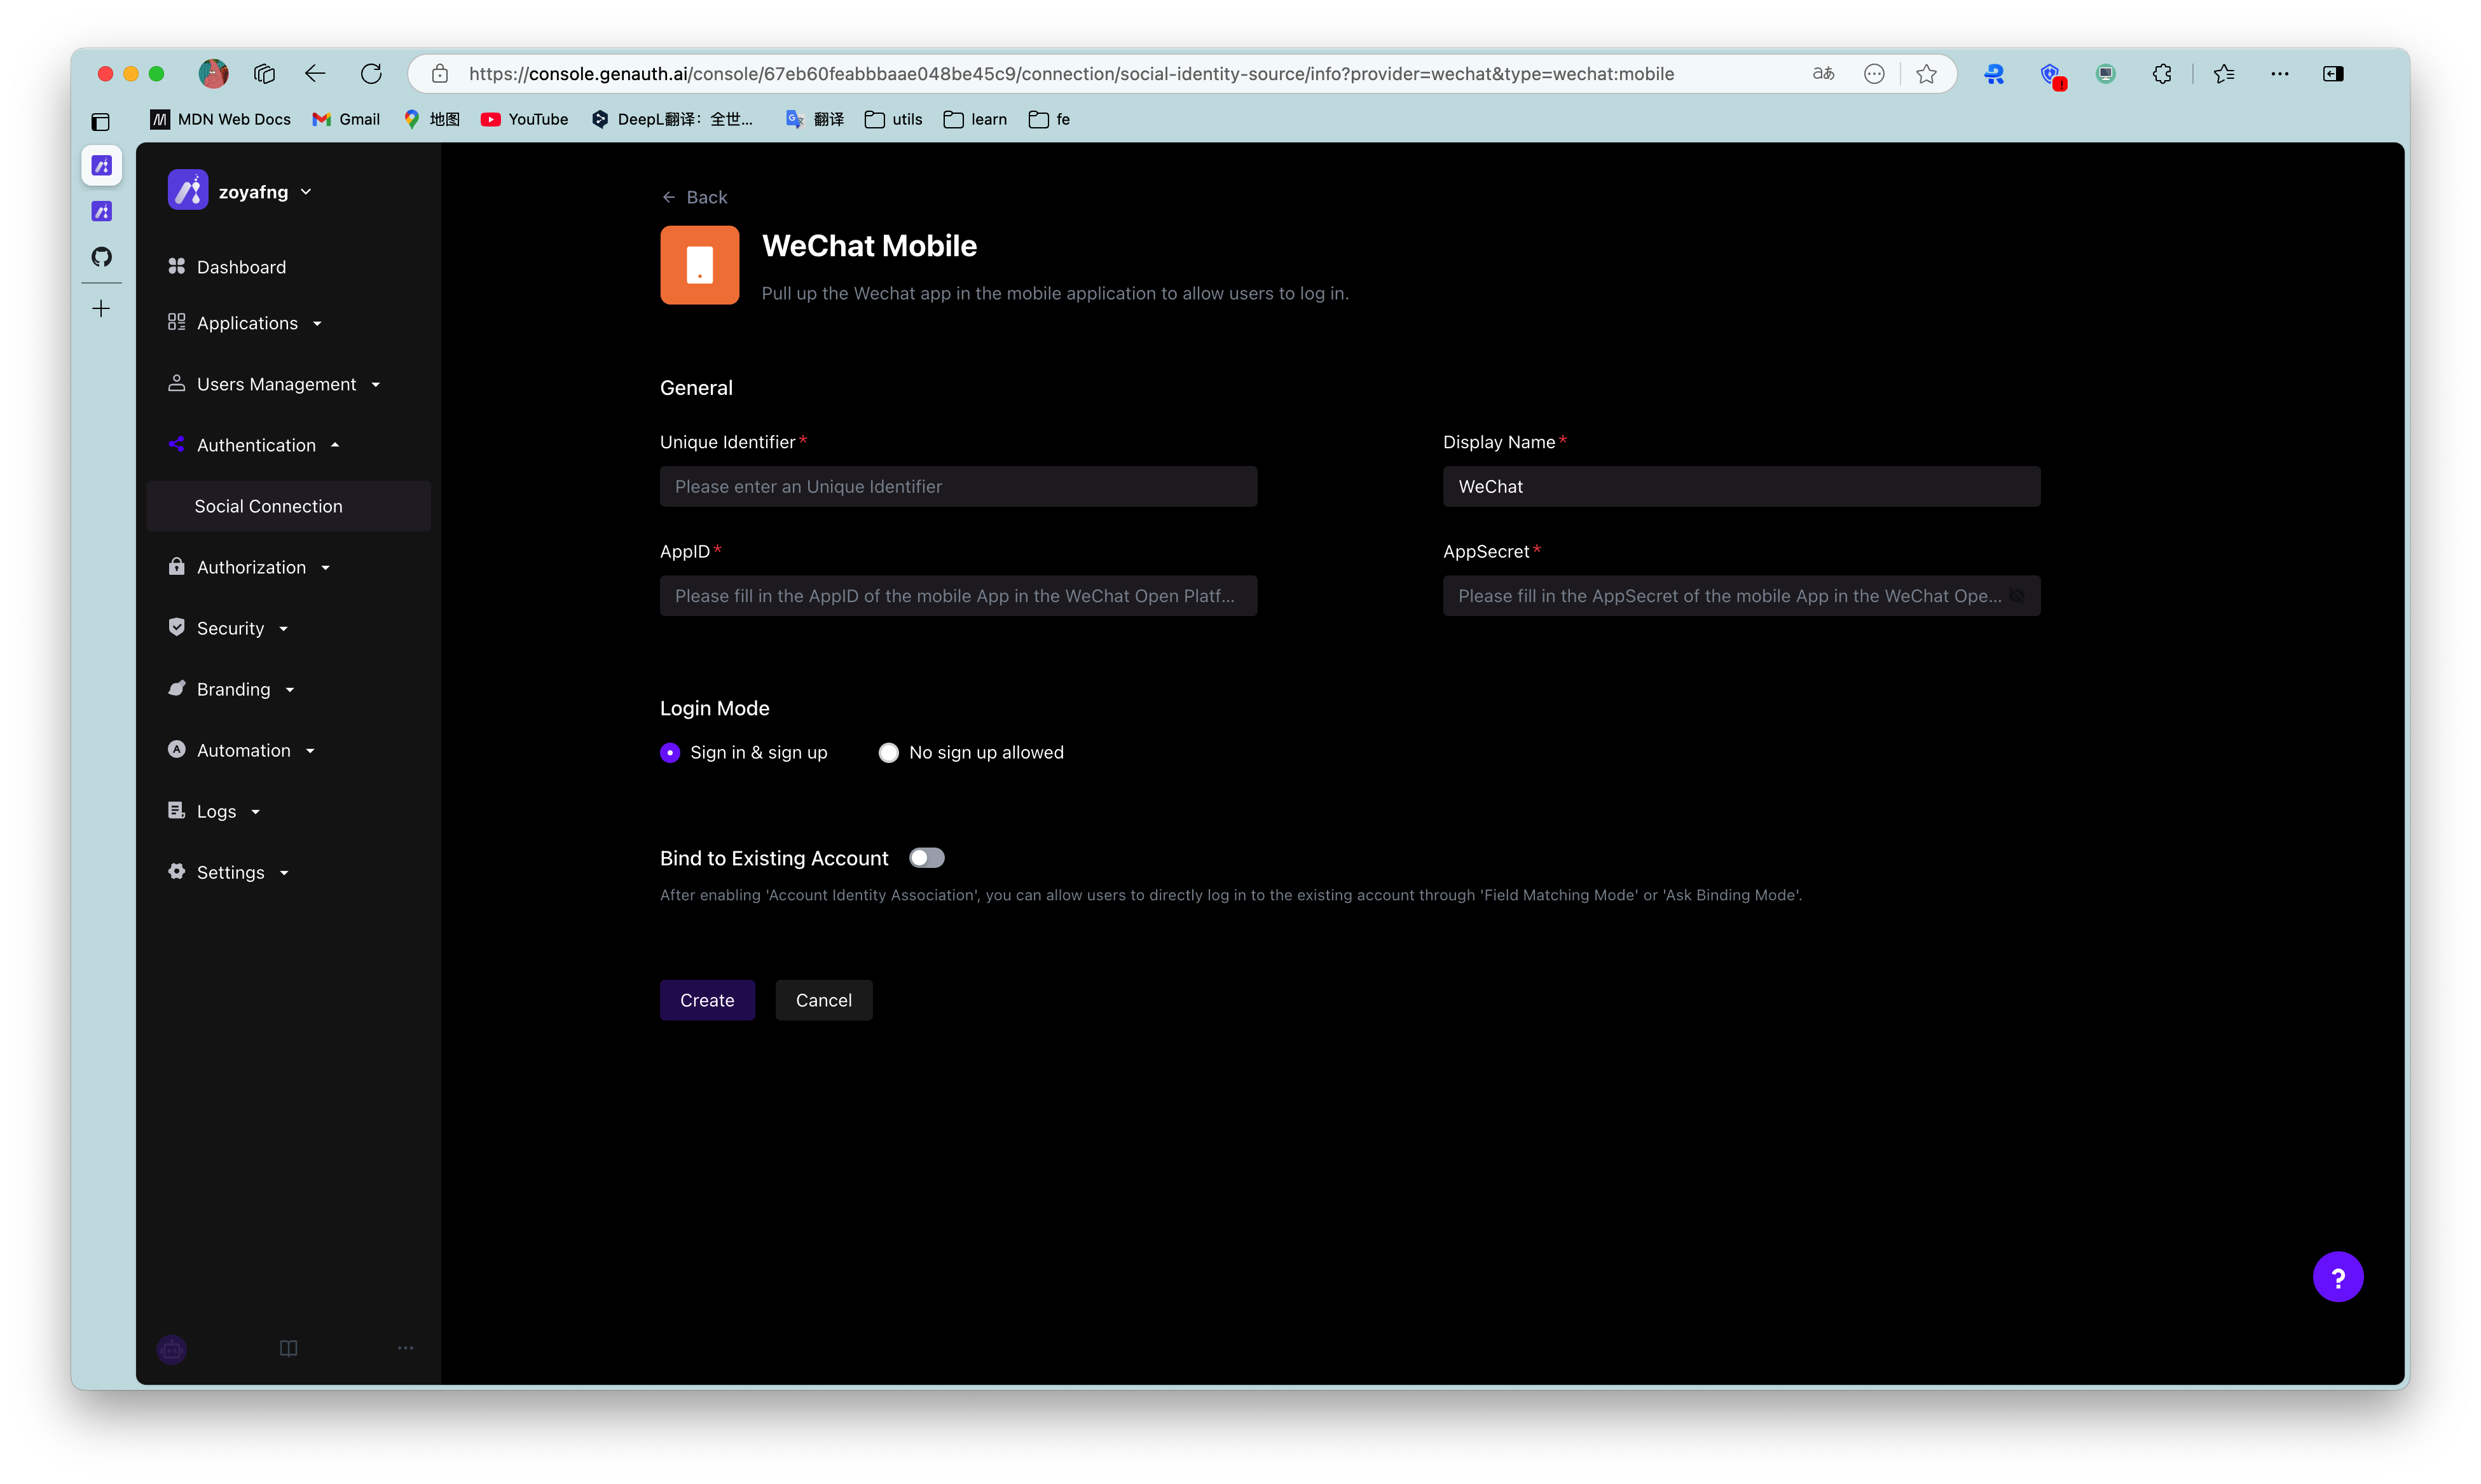 https://console.genauth.ai/console/67eb60feabbbaae048be45c9/connection/social-identity-source/info?provider=wechat&type=wechat:mobile
MDN Web Docs
Gmail
地图
YouTube
DeepL翻译：全世...
翻译
utils
learn
fe
zoyafng
Dashboard
Applications
Users Management
Authentication
Social Connection
Authorization
Security
Branding
Automation
Logs
Settings
Back
WeChat Mobile
Pull up the Wechat app in the mobile application to allow users to log in.
General
Unique Identifier*
Please enter an Unique Identifier
Display Name*
WeChat
AppID*
Please fill in the AppID of the mobile App in the WeChat Open Platf...
AppSecret*
Please fill in the AppSecret of the mobile App in the WeChat Ope...
Login Mode
Sign in & sign up
No sign up allowed
Bind to Existing Account
After enabling 'Account Identity Association', you can allow users to directly log in to the existing account through 'Field Matching Mode' or 'Ask Binding Mode'.
Create
Cancel
?